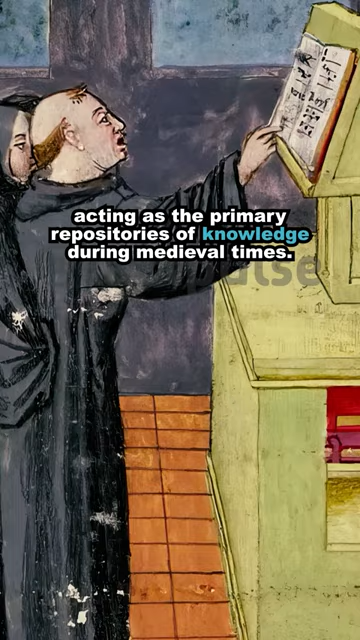 acting as the primary
repositories of knowledge
during medieval times.